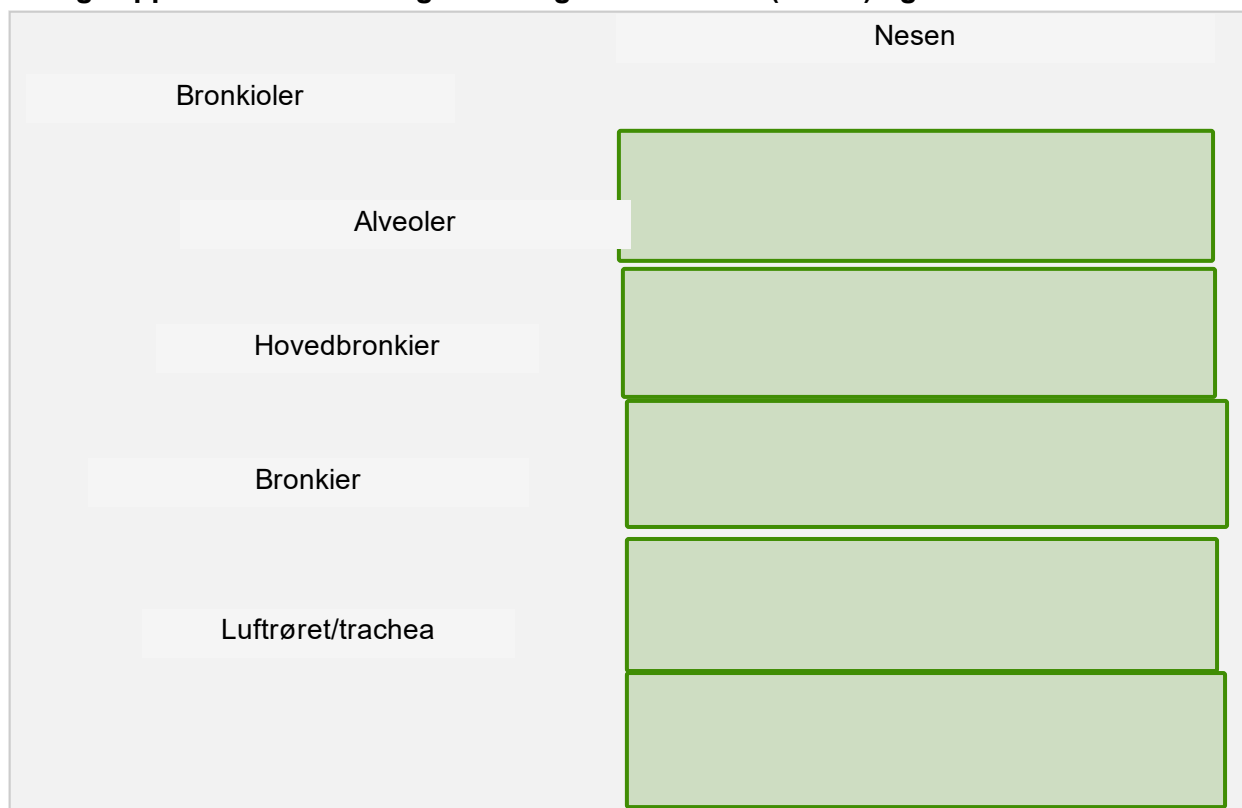 Nesen
Bronkioler
Alveoler
Hovedbronkier
Bronkier
Luftrøret/trachea